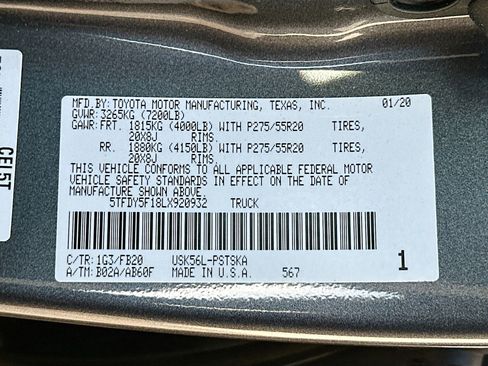 MFD.BY: TOYOTA MOTOR MANUFACTURING, TEXAS, INC. 01/20
GVWR: 3265KG (7200LB)
GAWR: FRT. 1815KG (4000LB) WITH P275/55R20 TIRES,
20X8J RIMS.
RR. 1880KG (4150LB) WITH P275/55R20 TIRES,
20X8J RIMS.
THIS VEHICLE CONFORMS TO ALL APPLICABLE FEDERAL MOTOR
VEHICLE SAFETY STANDARDS IN EFFECT ON THE DATE OF
MANUFACTURE SHOWN ABOVE.
5TFDY5F18LX920932 TRUCK
C/TR: 1G3/FB20 USK56L-PSTSKA
A/TM: B02A/AB60F MADE IN U.S.A. 567 1
CEL5T